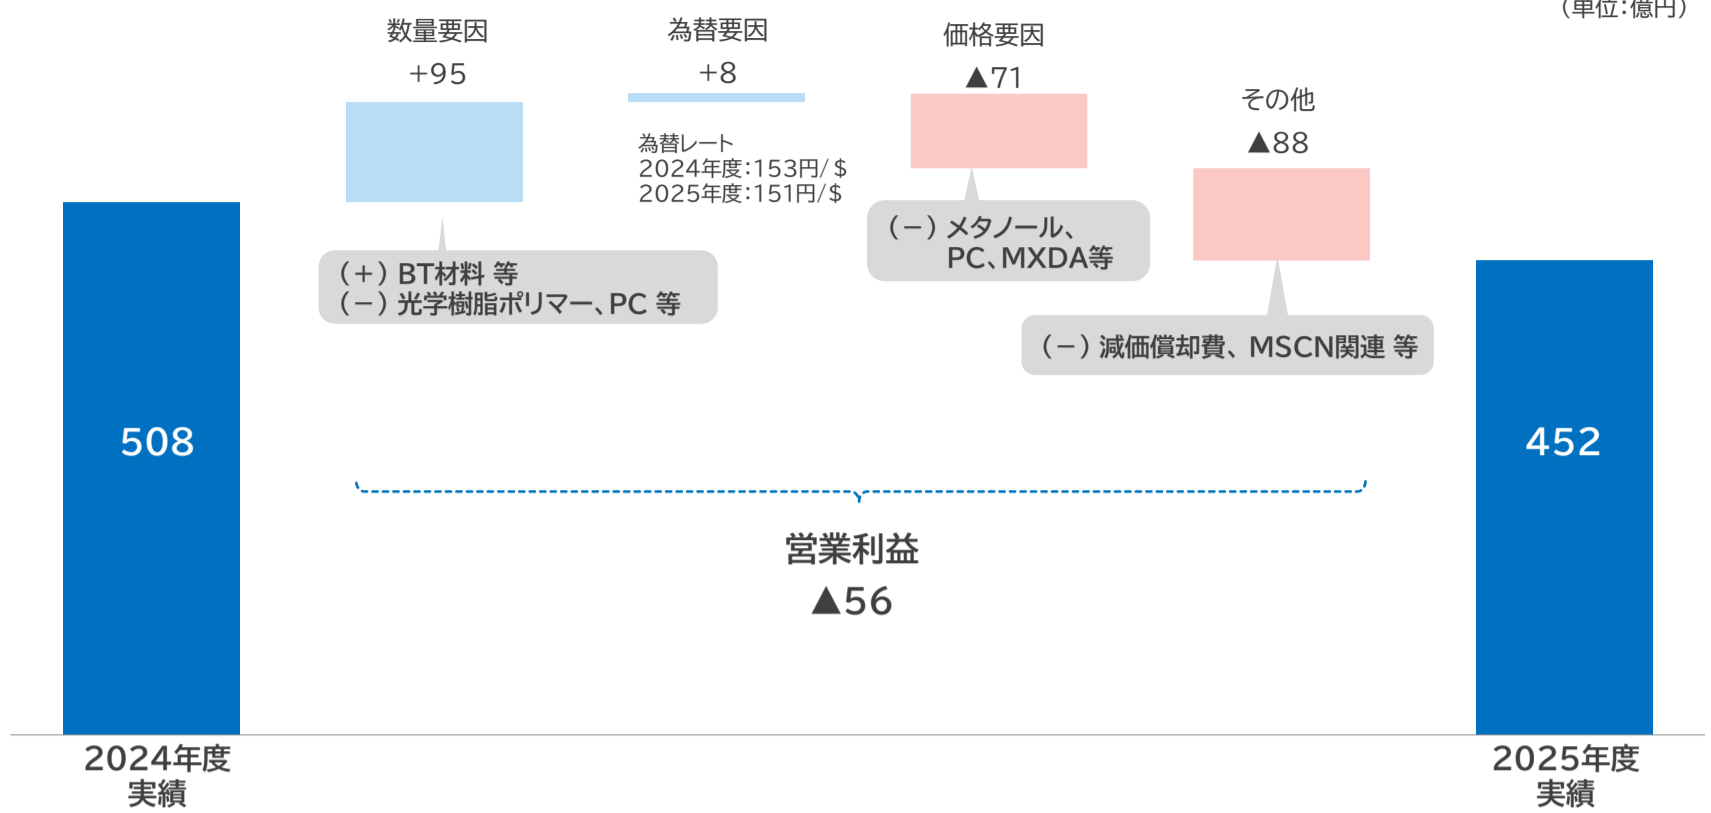 （単位：億円）
数量要因
+95
為替要因
+8
為替レート
2024年度：153円/＄
2025年度：151円/＄
価格要因
▲71
その他
▲88
（＋）BT材料 等
（－）光学樹脂ポリマー、PC 等
（－）メタノール、
PC、MXDA等
（－）減価償却費、MSCN関連 等
508
452
営業利益
▲56
2024年度
実績
2025年度
実績